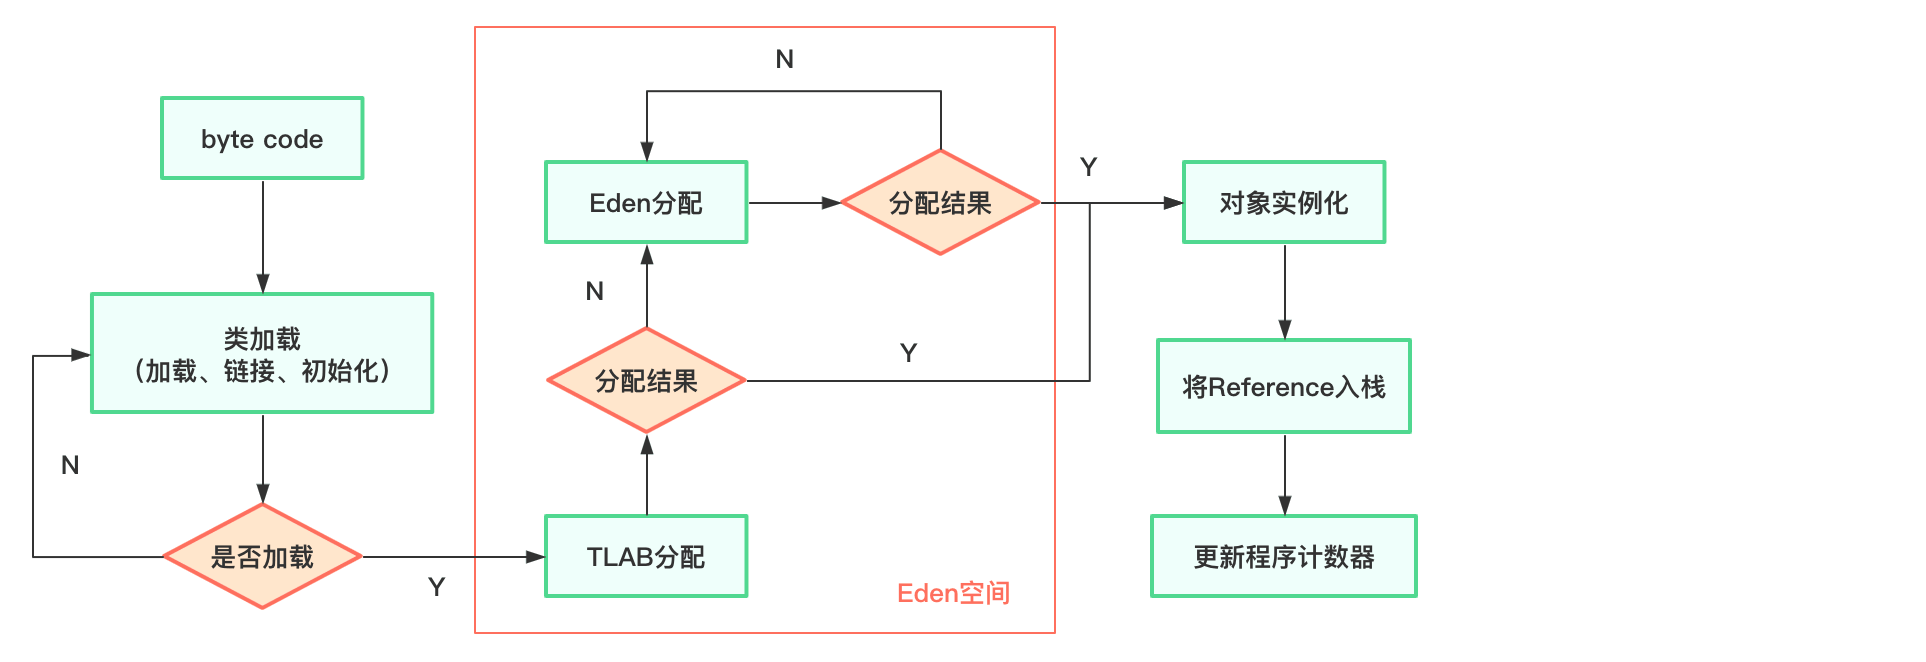 byte code
类加载
（加载、链接、初始化）
N
是否加载
Y
N
Eden分配
分配结果
N
分配结果
Y
TLAB分配
Eden空间
Y
对象实例化
将Reference入栈
更新程序计数器